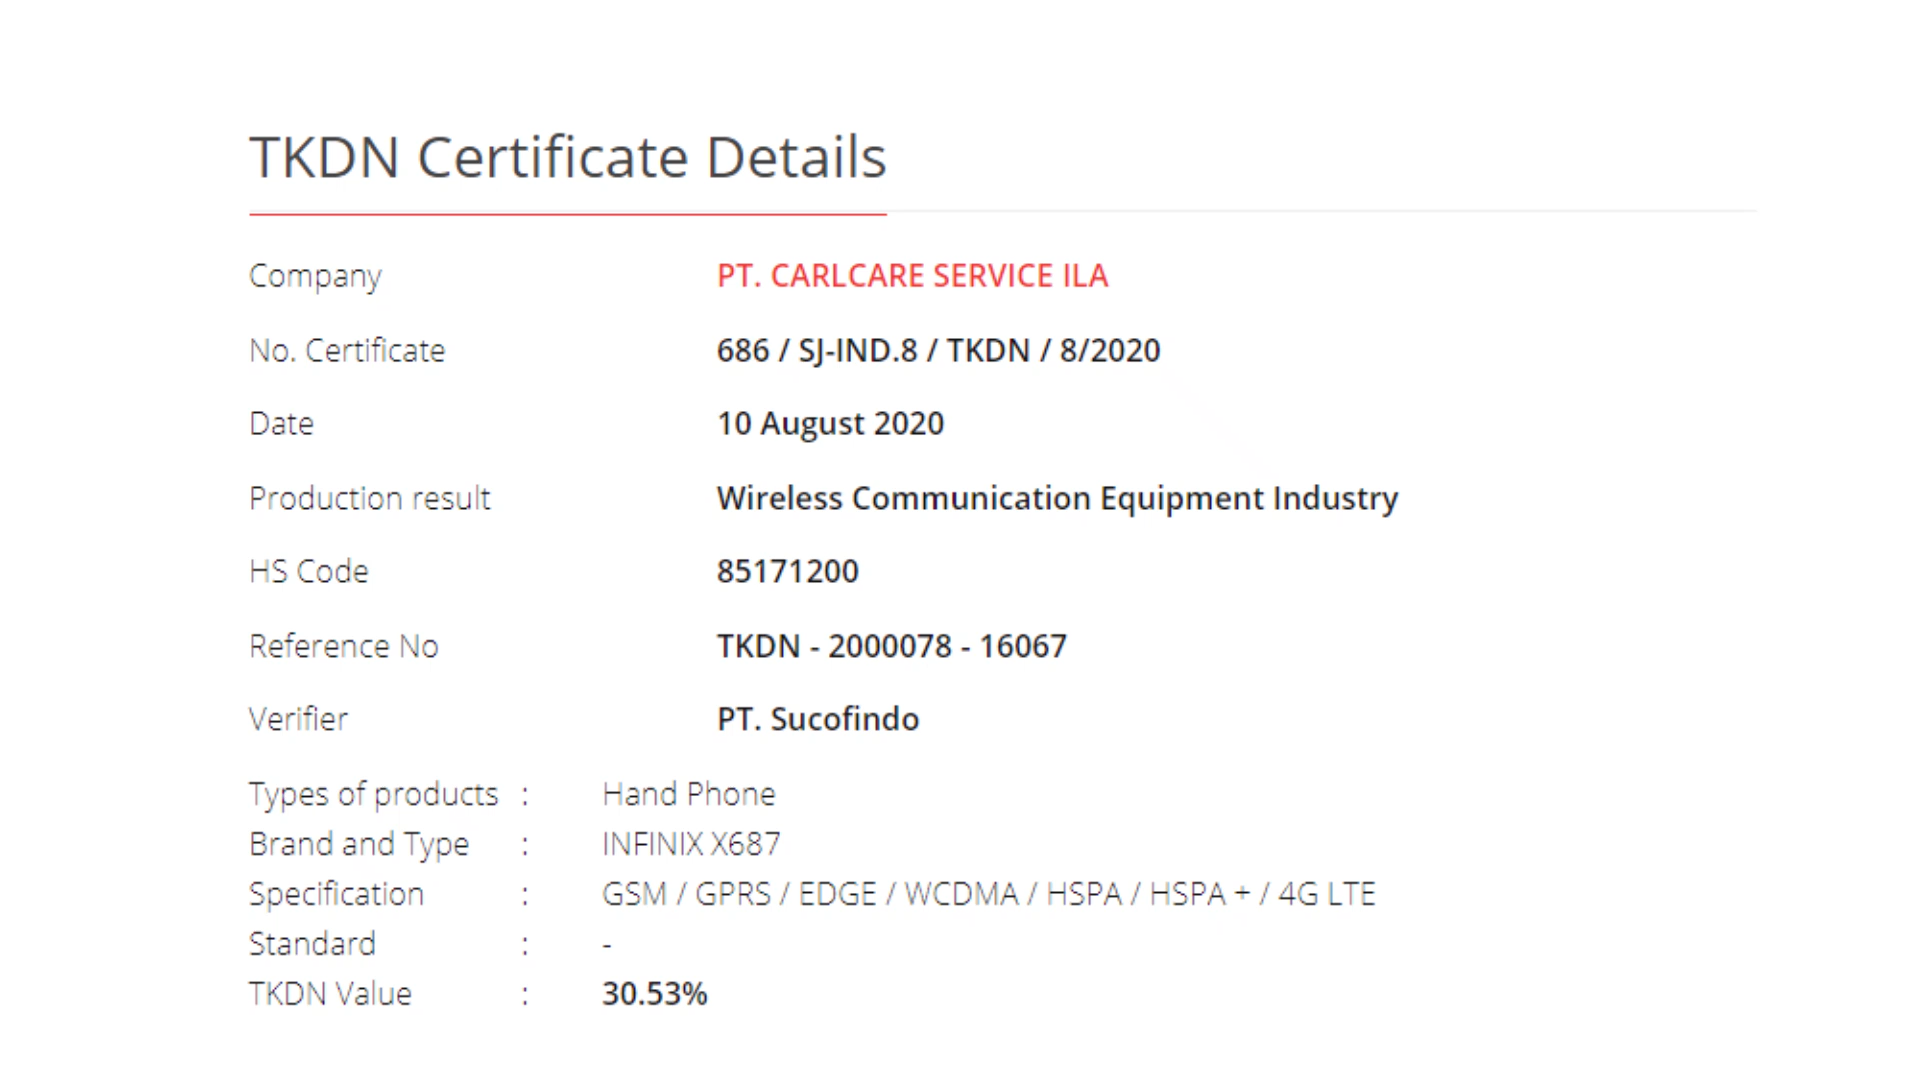 TKDN Certificate Details
Company PT. CARLCARE SERVICE ILA
No. Certificate 686 / SJ-IND.8 / TKDN / 8/2020
Date 10 August 2020
Production result Wireless Communication Equipment Industry
HS Code 85171200
Reference No TKDN - 2000078 - 16067
Verifier PT. Sucofindo
Types of products : Hand Phone
Brand and Type : INFINIX X687
Specification : GSM / GPRS / EDGE / WCDMA / HSPA / HSPA + / 4G LTE
Standard : -
TKDN Value : 30.53%